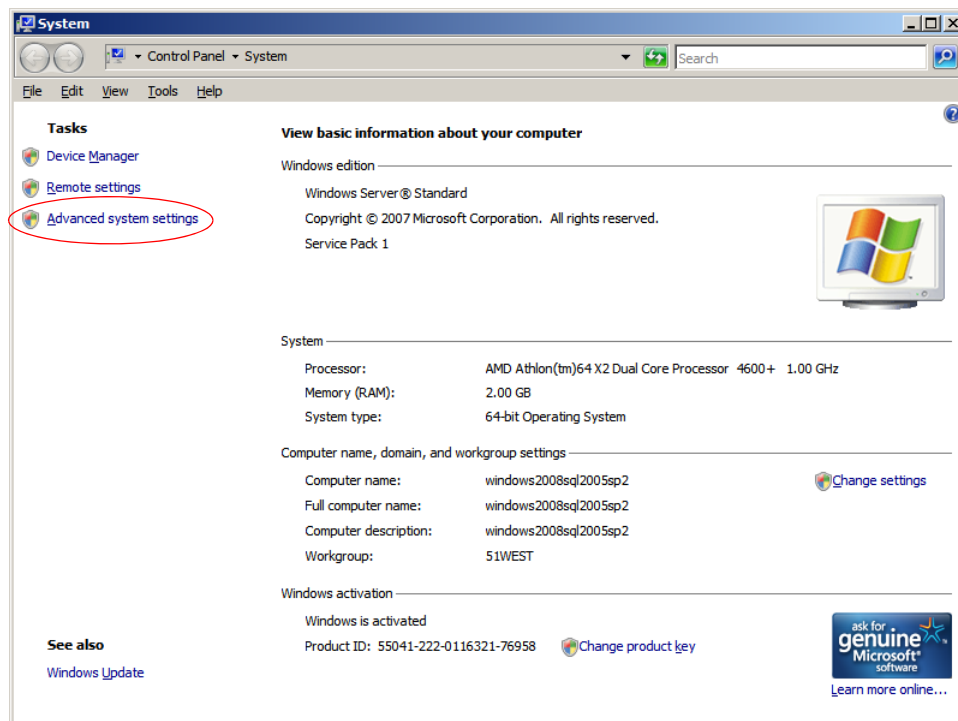 System
Control Panel System
Search
File Edit View Tools Help
Tasks
Device Manager
Remote settings
Advanced system settings
See also
Windows Update
View basic information about your computer
Windows edition
Windows Server® Standard
Copyright © 2007 Microsoft Corporation. All rights reserved.
Service Pack 1
System
Processor: AMD Athlon(tm)64 X2 Dual Core Processor 4600+ 1.00 GHz
Memory (RAM): 2.00 GB
System type: 64-bit Operating System
Computer name, domain, and workgroup settings
Computer name: windows2008sql2005sp2
Change settings
Full computer name: windows2008sql2005sp2
Computer description: windows2008sql2005sp2
Workgroup: 51WEST
Windows activation
Windows is activated
Product ID: 55041-222-0116321-76958
Change product key
ask for
genuine
Microsoft
software
Learn more online...